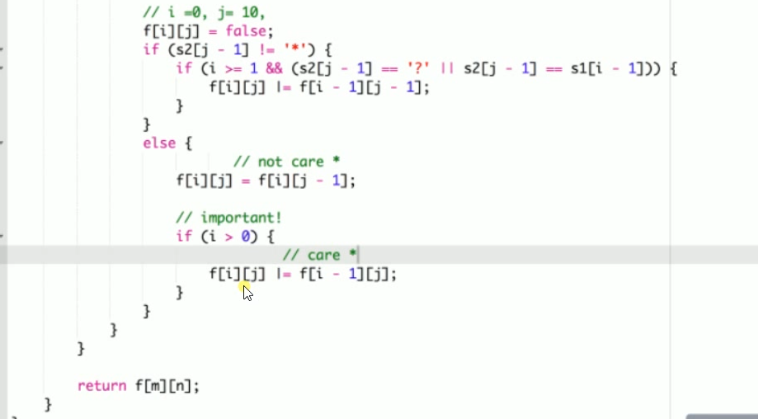 // i =0, j= 10,
f[i][j] = false;
if (s2[j - 1] != '*') {
if (i >= 1 && (s2[j - 1] == '?' || s2[j - 1] == s1[i - 1])) {
f[i][j] |= f[i - 1][j - 1];
}
}
else {
// not care *
f[i][j] = f[i][j - 1];
// important!
if (i > 0) {
// care *
f[i][j] |= f[i - 1][j];
}
}
}
}
return f[m][n];
}